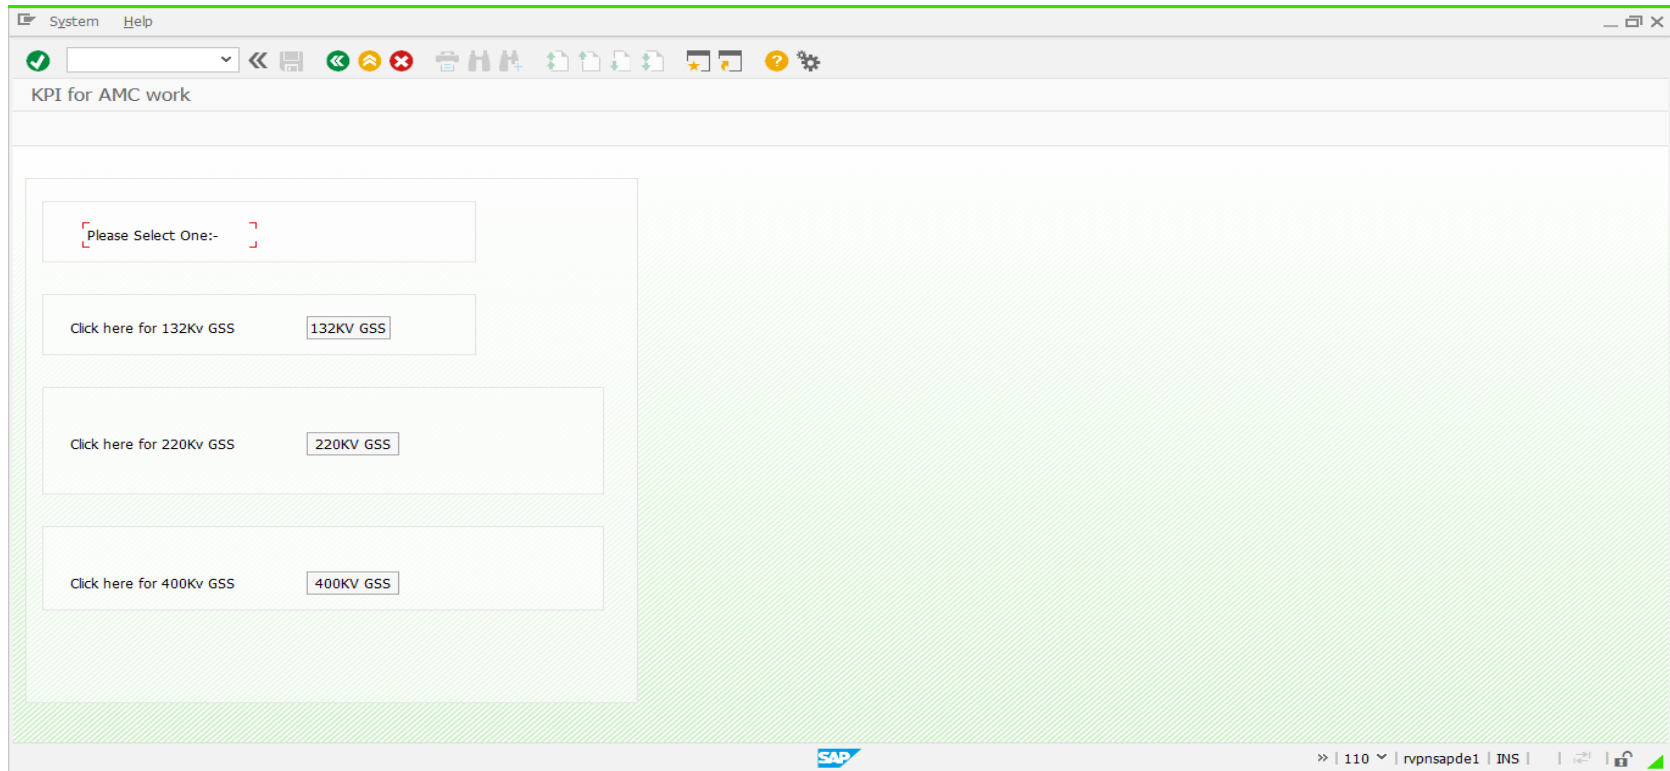 System Help
KPI for AMC work
Please Select One:-
Click here for 132Kv GSS 132KV GSS
Click here for 220Kv GSS 220KV GSS
Click here for 400Kv GSS 400KV GSS
SAP » | 110 | rvpnsapde1 | INS |